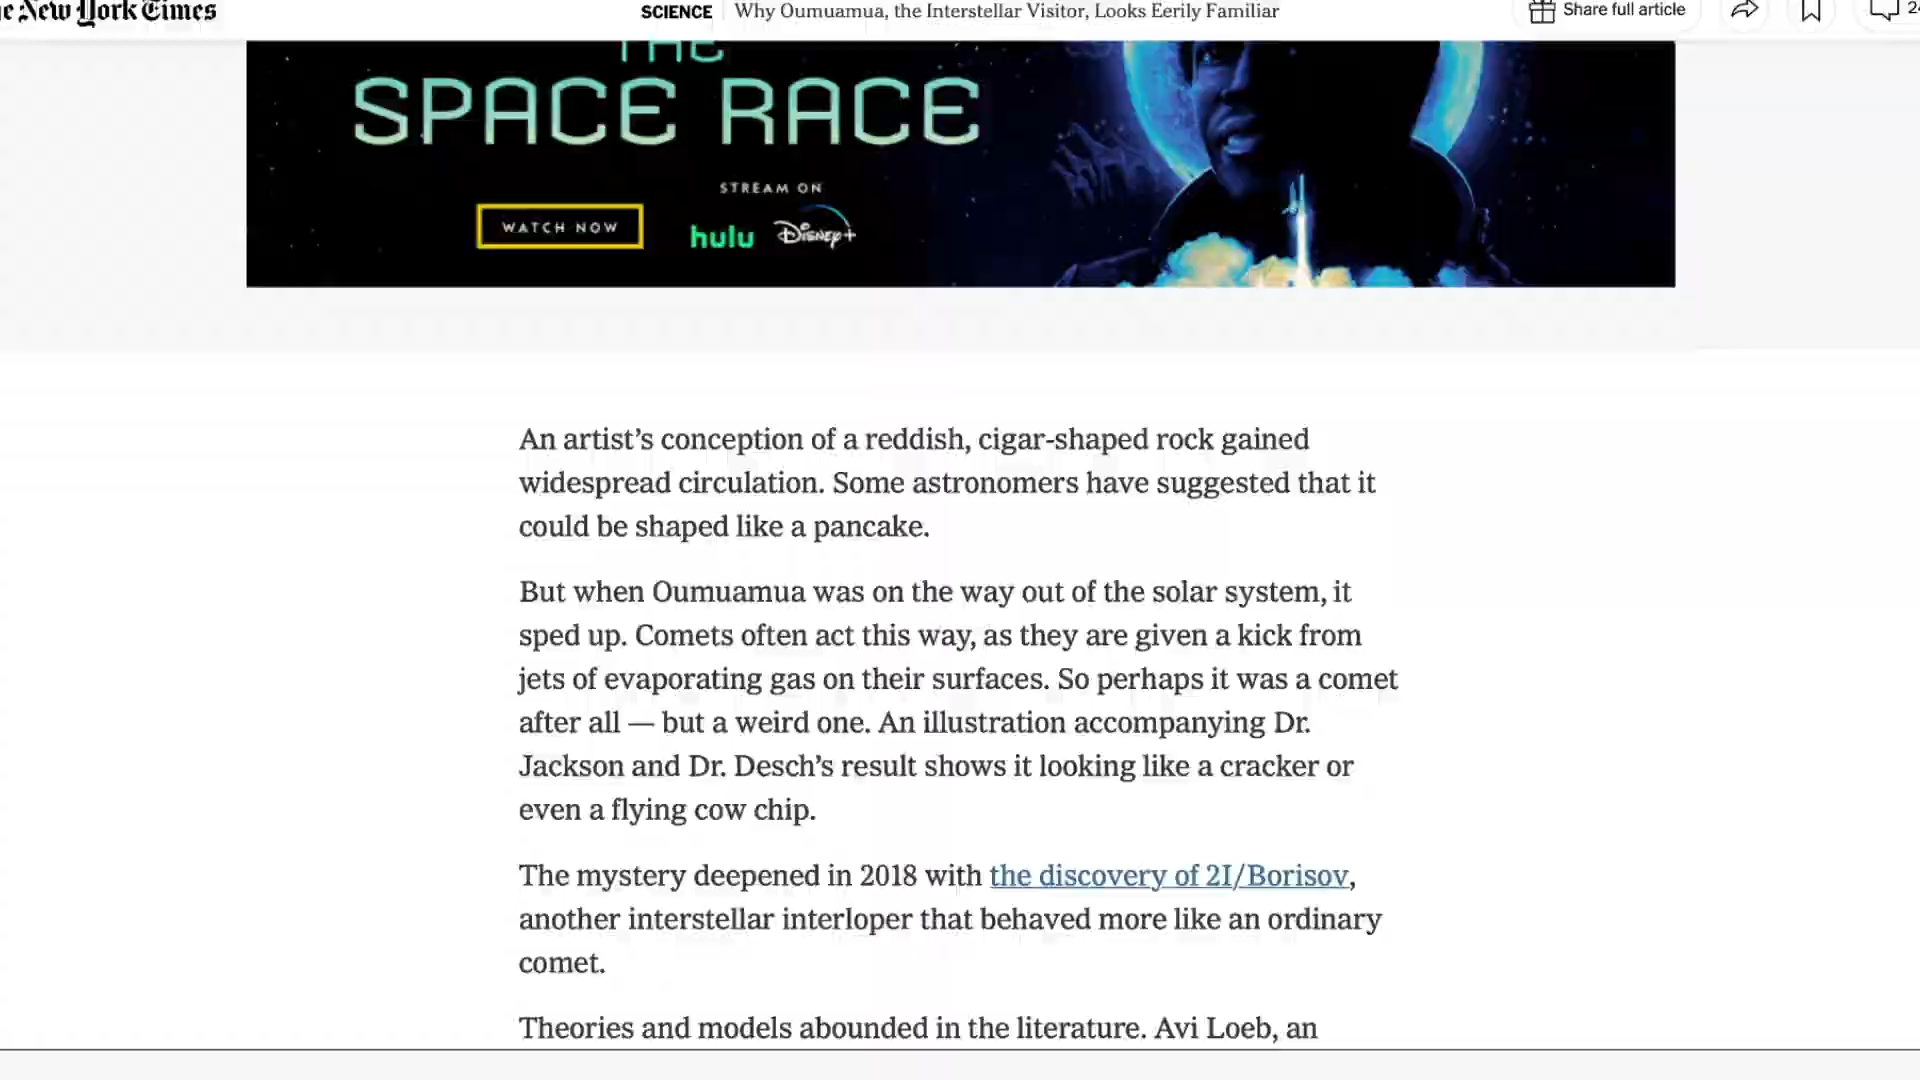 e New York Times
SCIENCE Why Oumuamua, the Interstellar Visitor, Looks Eerily Familiar
Share full article
THE
SPACE RACE
STREAM ON
WATCH NOW
hulu Disney+
An artist’s conception of a reddish, cigar-shaped rock gained
widespread circulation. Some astronomers have suggested that it
could be shaped like a pancake.
But when Oumuamua was on the way out of the solar system, it
sped up. Comets often act this way, as they are given a kick from
jets of evaporating gas on their surfaces. So perhaps it was a comet
after all — but a weird one. An illustration accompanying Dr.
Jackson and Dr. Desch’s result shows it looking like a cracker or
even a flying cow chip.
The mystery deepened in 2018 with the discovery of 2I/Borisov,
another interstellar interloper that behaved more like an ordinary
comet.
Theories and models abounded in the literature. Avi Loeb, an